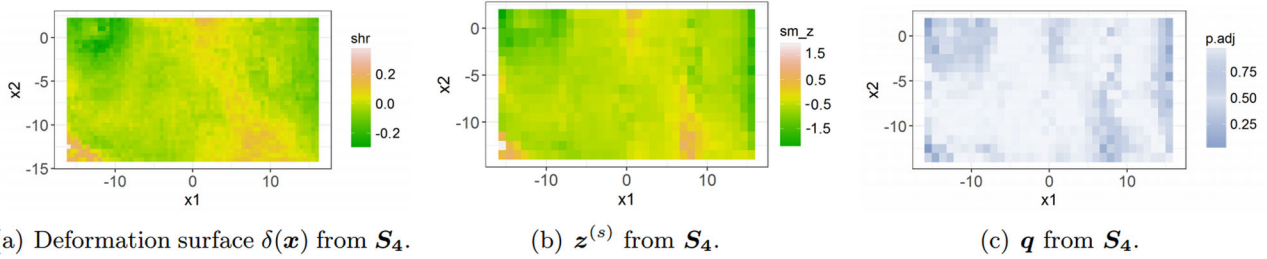 shr
0.2
0.0
-0.2
x2
0
-5
-10
-15
-10
0
10
x1
sm_z
1.5
0.5
-0.5
-1.5
x2
0
-5
-10
-10
0
10
x1
p.adj
0.75
0.50
0.25
x2
0
-5
-10
-10
0
10
x1
a) Deformation surface δ(x) from S₄.
(b) z⁽ˢ⁾ from S₄.
(c) q from S₄.